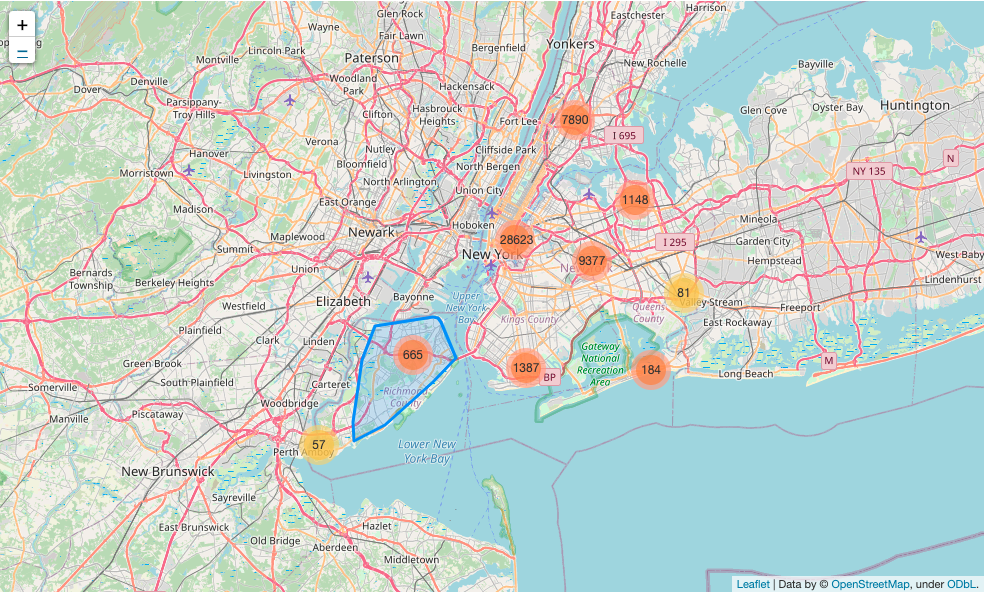 Glen Rock
Eastchester
Harrison
+
−
Wayne
Fair Lawn
Bergenfield
Yonkers
Lincoln Park
Montville
Paterson
New Rochelle
Bayville
Denville
Dover
Woodland
Park
Hackensack
Parsippany-
Troy Hills
Hasbrouck
Heights
Clifton
Fort Lee
7890
Glen Cove
Oyster Bay
Huntington
I 695
Verona
Nutley
Cliffside Park
Hanover
Bloomfield
North Bergen
N
Morristown
Livingston
North Arlington
NY 135
Union City
East Orange
1148
Madison
Hoboken
Mineola
Maplewood
Newark
28623
I 295
Garden City
Summit
New York
9377
West Baby
Bernards
Township
Union
Hempstead
Berkeley Heights
Lindenhurst
Elizabeth
Bayonne
Upper
New York
Bay
81
Valley Stream
Freeport
Westfield
Kings County
Queens
County
East Rockaway
Plainfield
Clark
Linden
Gateway
National
Recreation
Area
665
M
Green Brook
1387
BP
184
Long Beach
South Plainfield
Carteret
Somerville
Richmond
County
Woodbridge
Manville
Piscataway
57
Perth Amboy
Lower New
York Bay
New Brunswick
Sayreville
East Brunswick
Hazlet
Old Bridge
Aberdeen
Middletown
Leaflet | Data by © OpenStreetMap, under ODbL.